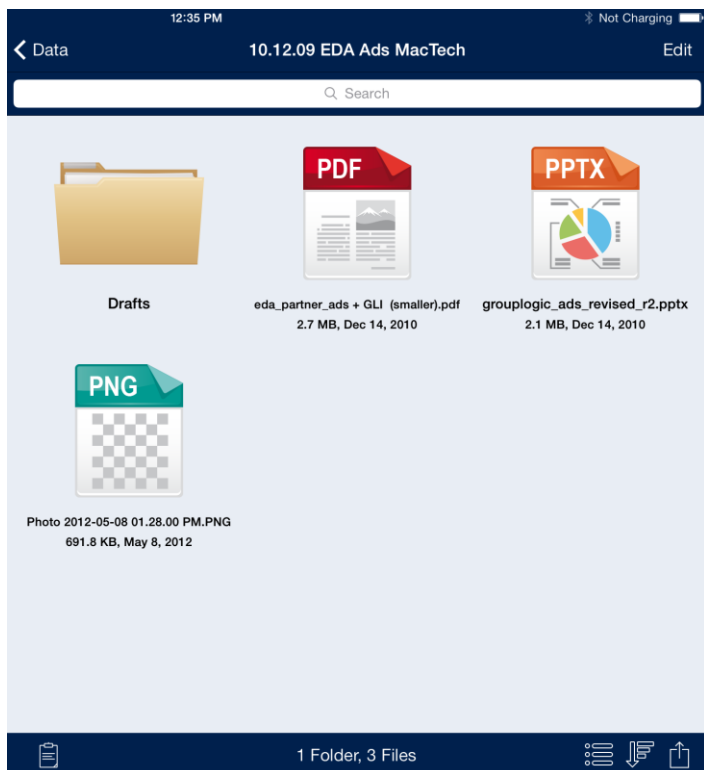 12:35 PM
Not Charging
Data
10.12.09 EDA Ads MacTech
Edit
Search
PDF
PPTX
Drafts
eda_partner_ads + GLI (smaller).pdf
2.7 MB, Dec 14, 2010
grouplogic_ads_revised_r2.pptx
2.1 MB, Dec 14, 2010
PNG
Photo 2012-05-08 01.28.00 PM.PNG
691.8 KB, May 8, 2012
1 Folder, 3 Files